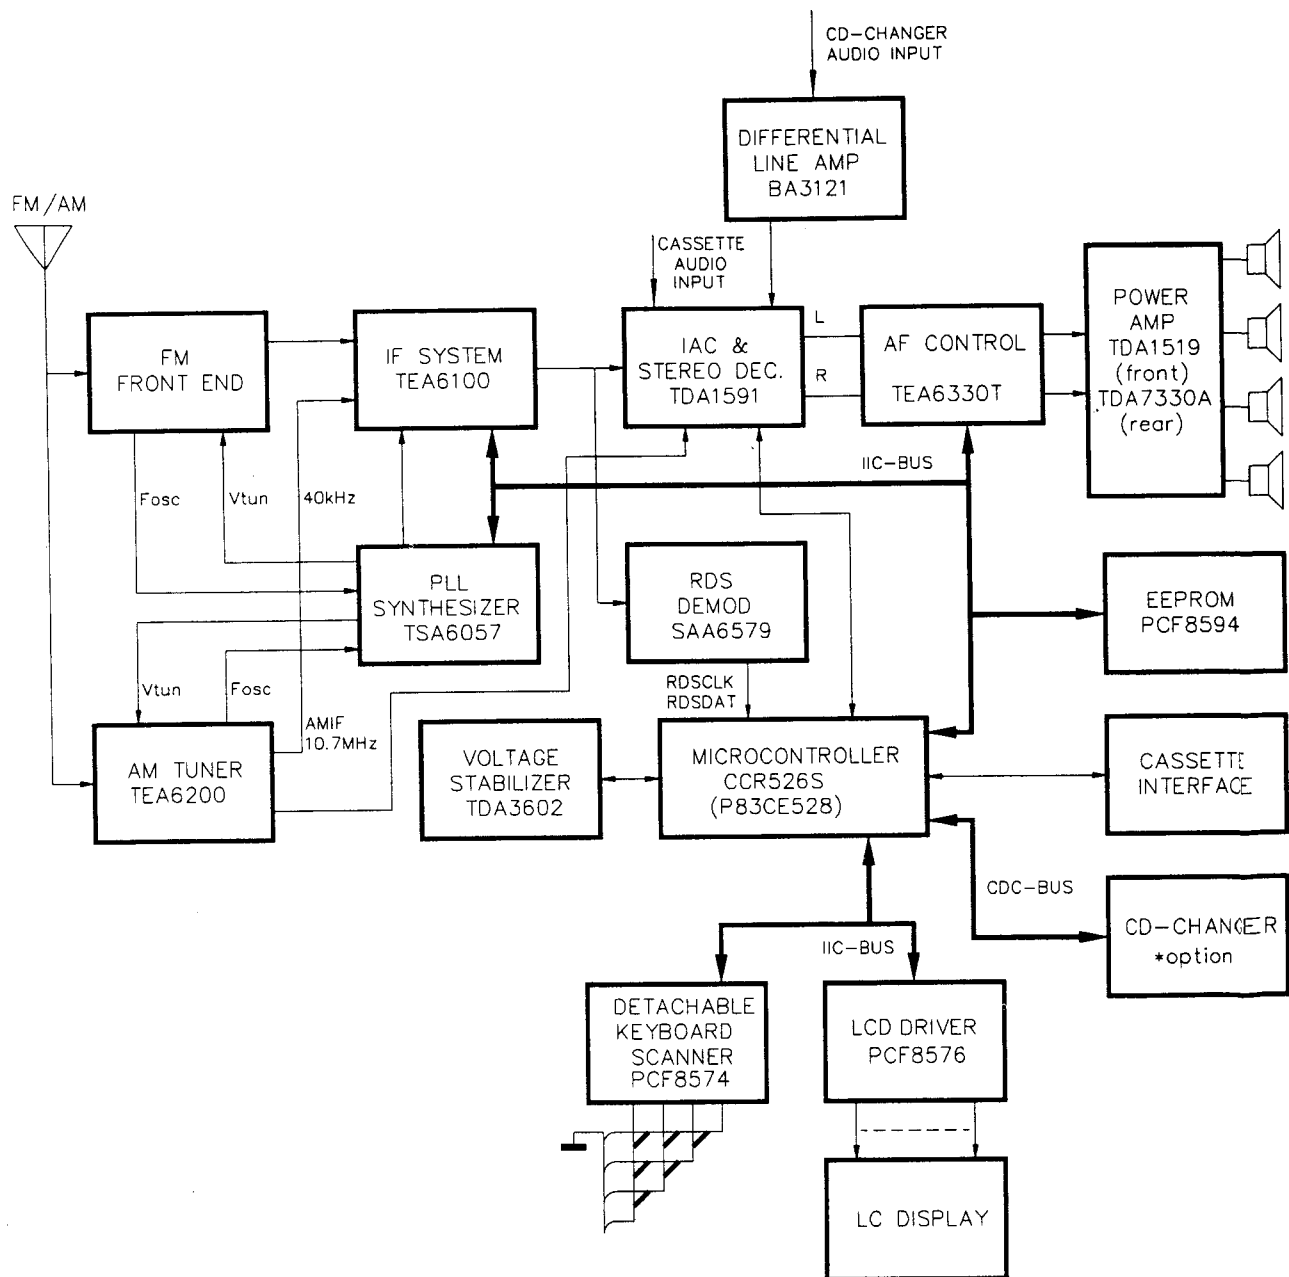 CD-CHANGER
AUDIO INPUT
DIFFERENTIAL
LINE AMP
BA3121
FM/AM
CASSETTE
AUDIO
INPUT
FM
FRONT END
IF SYSTEM
TEA6100
IAC &
STEREO DEC.
TDA1591
L
R
AF CONTROL
TEA6330T
POWER
AMP
TDA1519
(front)
TDA7330A
(rear)
IIC-BUS
Fosc
Vtun
40kHz
PLL
SYNTHESIZER
TSA6057
RDS
DEMOD
SAA6579
EEPROM
PCF8594
Vtun
Fosc
RDSCLK
RDSDAT
AMIF
10.7MHz
AM TUNER
TEA6200
VOLTAGE
STABILIZER
TDA3602
MICROCONTROLLER
CCR526S
(P83CE528)
CASSETTE
INTERFACE
CDC-BUS
CD-CHANGER
*option
IIC-BUS
DETACHABLE
KEYBOARD
SCANNER
PCF8574
LCD DRIVER
PCF8576
LC DISPLAY